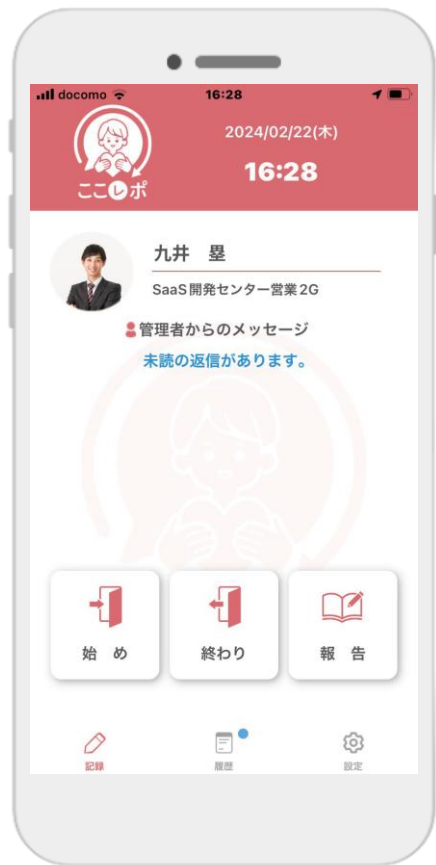 docomo
16:28
2024/02/22(木)
16:28
ここレポ
九井 塁
SaaS開発センター営業2G
管理者からのメッセージ
未読の返信があります。
始 め
終わり
報 告
記録
履歴
設定